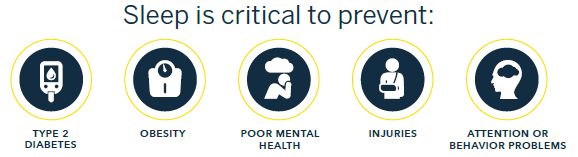 Sleep is critical to prevent:
TYPE 2
DIABETES
OBESITY
POOR MENTAL
HEALTH
INJURIES
ATTENTION OR
BEHAVIOR PROBLEMS